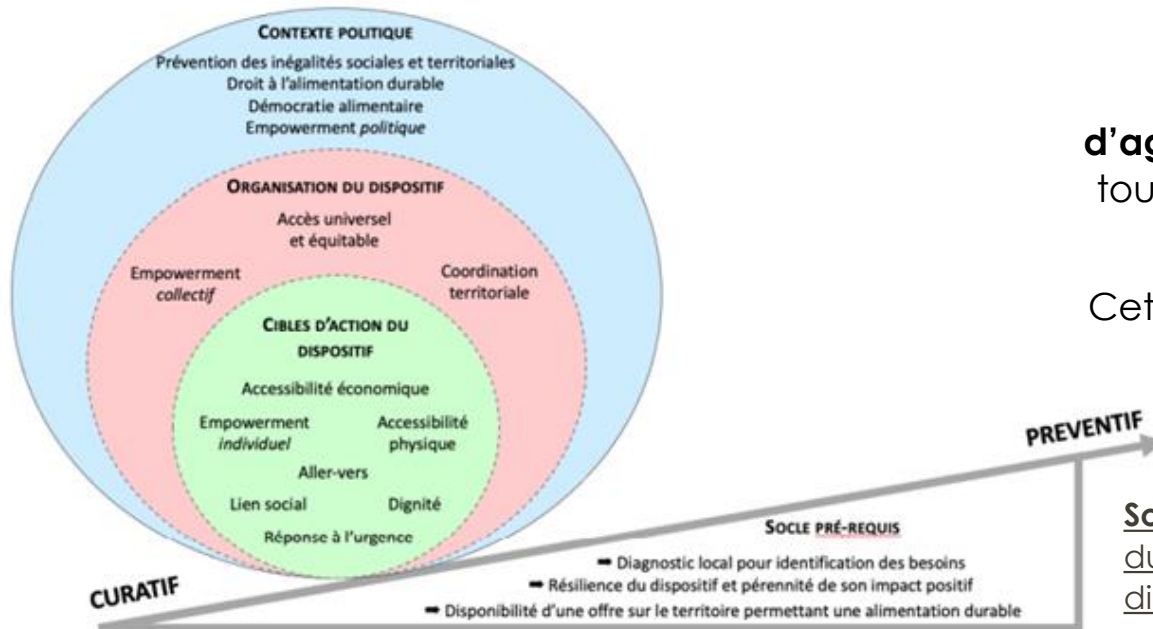 CONTEXTE POLITIQUE
Prévention des inégalités sociales et territoriales
Droit à l'alimentation durable
Démocratie alimentaire
Empowerment politique
ORGANISATION DU DISPOSITIF
Accès universel
et équitable
Empowerment
collectif
Coordination
territoriale
CIBLES D'ACTION DU
DISPOSITIF
Accessibilité économique
Empowerment
individuel
Accessibilité
physique
Aller-vers
Lien social
Dignité
Réponse à l'urgence
CURATIF
PREVENTIF
SOCLE PRÉ-REQUIS
➡ Diagnostic local pour identification des besoins
➡ Résilience du dispositif et pérennité de son impact positif
➡ Disponibilité d'une offre sur le territoire permettant une alimentation durable
d'ag
tou
Cet
So
du
di